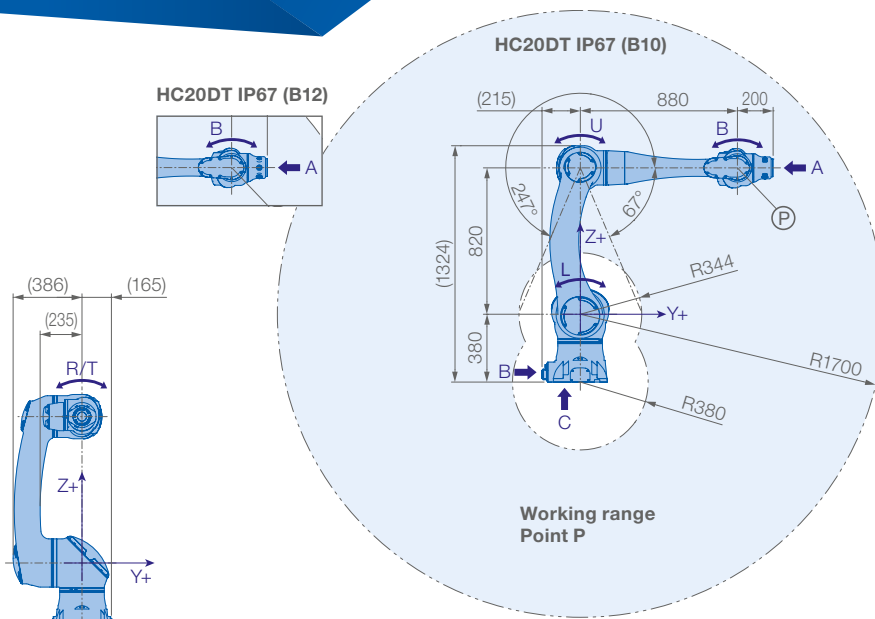 HC20DT IP67 (B10)
HC20DT IP67 (B12)
B
A
(215)
880
200
U
B
A
P
247°
67°
(1324)
820
Z+
L
R344
Y+
380
R1700
B
C
R380
Working range
Point P
(386)
(165)
(235)
R/T
Z+
Y+